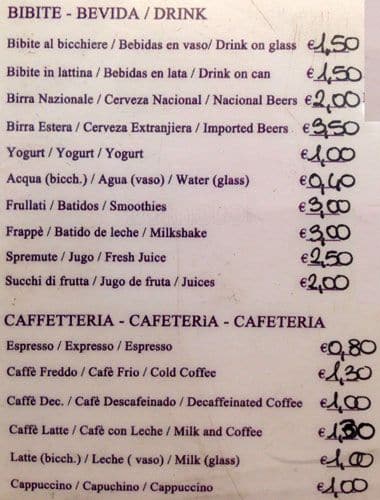 BIBITE - BEVIDA / DRINK
Bibite al bicchiere / Bebidas en vaso/ Drink on glass €1,50
Bibite in lattina / Bebidas en lata / Drink on can €1,50
Birra Nazionale / Cerveza Nacional / Nacional Beers €2,00
Birra Estera / Cerveza Extranjiera / Imported Beers €3,50
Yogurt / Yogurt / Yogurt €1,00
Acqua (bicch.) / Agua (vaso) / Water (glass) €0,40
Frullati / Batidos / Smoothies €3,00
Frappè / Batido de leche / Milkshake €3,00
Spremute / Jugo / Fresh Juice €2,50
Succhi di frutta / Jugo de fruta / Juices €2,00
CAFFETTERIA - CAFETERìA - CAFETERIA
Espresso / Expresso / Espresso €0,80
Caffè Freddo / Cafè Frio / Cold Coffee €1,30
Caffè Dec. / Cafè Descafeinado / Decaffeinated Coffee €1,00
Caffè Latte / Cafè con Leche / Milk and Coffee €1,30
Latte (bicch.) / Leche ( vaso) / Milk (glass) €1,00
Cappuccino / Capuchino / Cappuccino €1,00